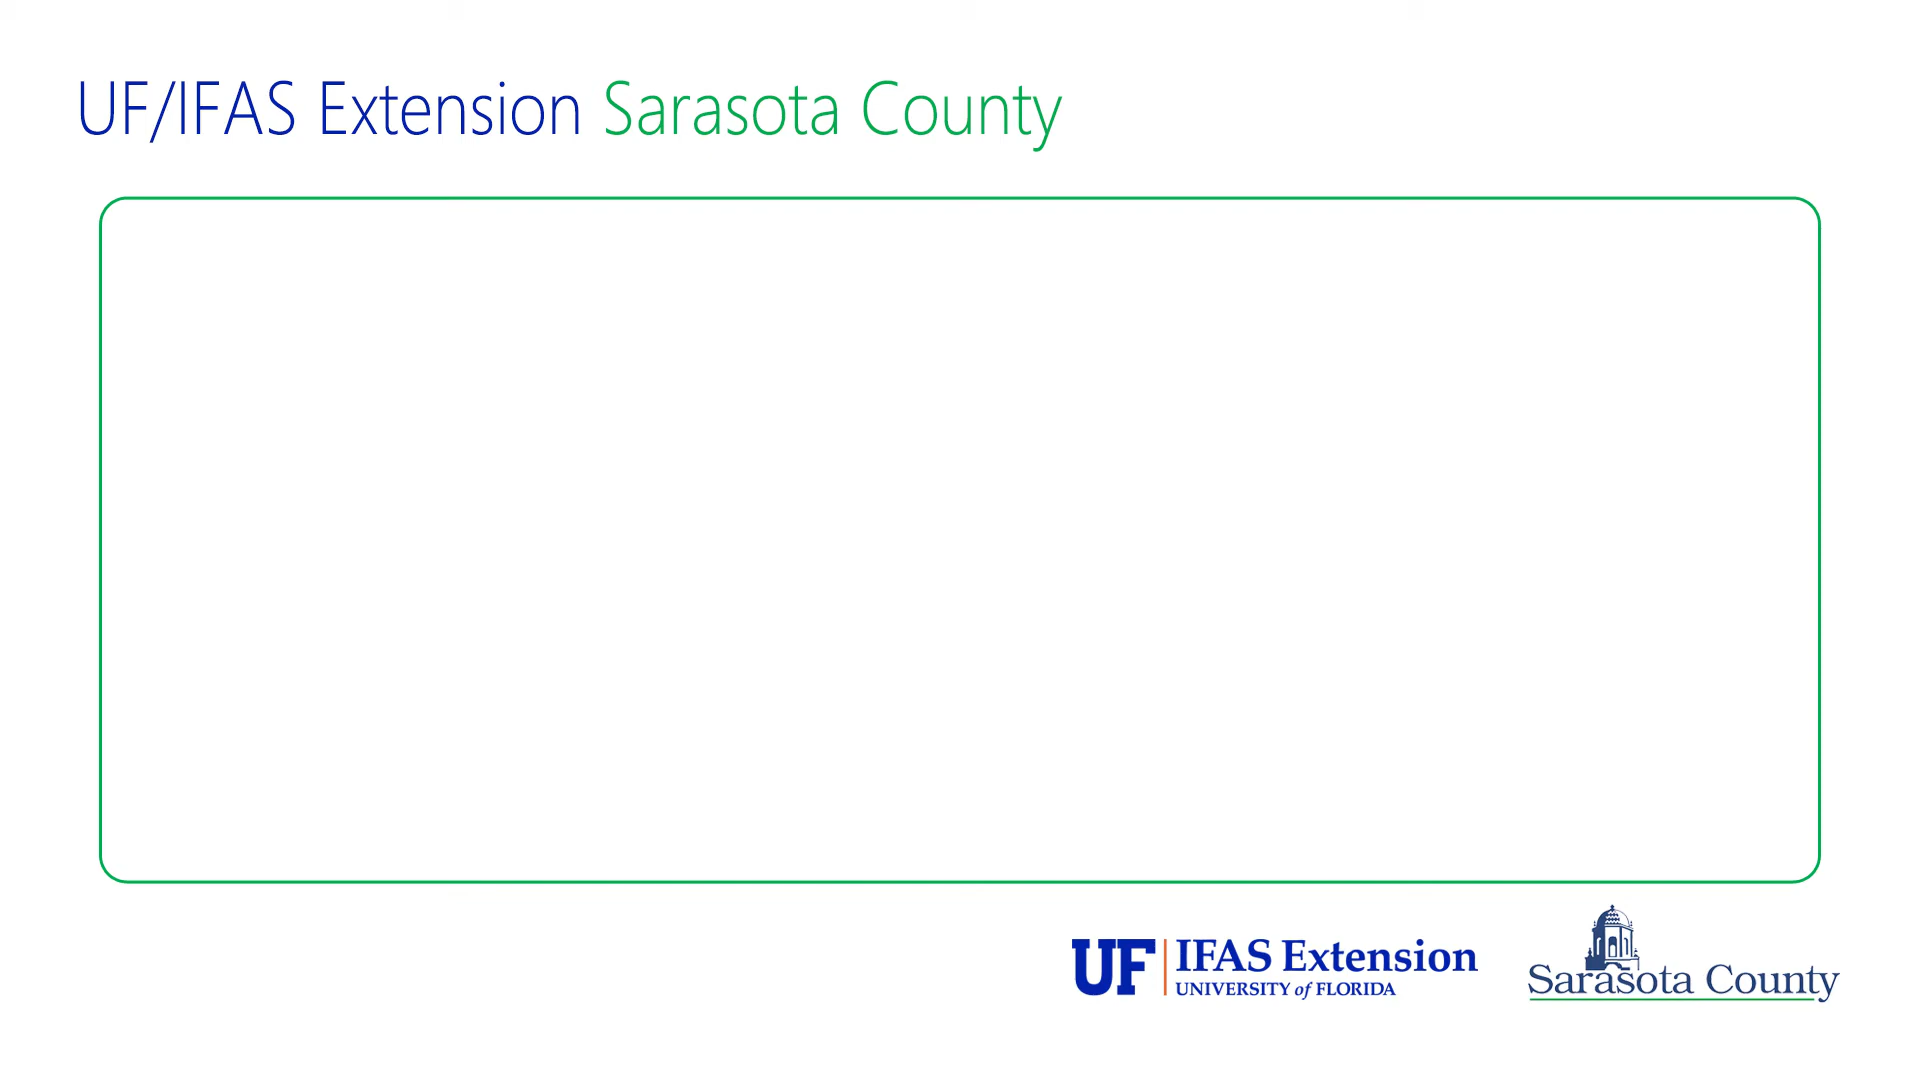 UF/IFAS Extension Sarasota County
UF IFAS Extension
UNIVERSITY of FLORIDA
Sarasota County